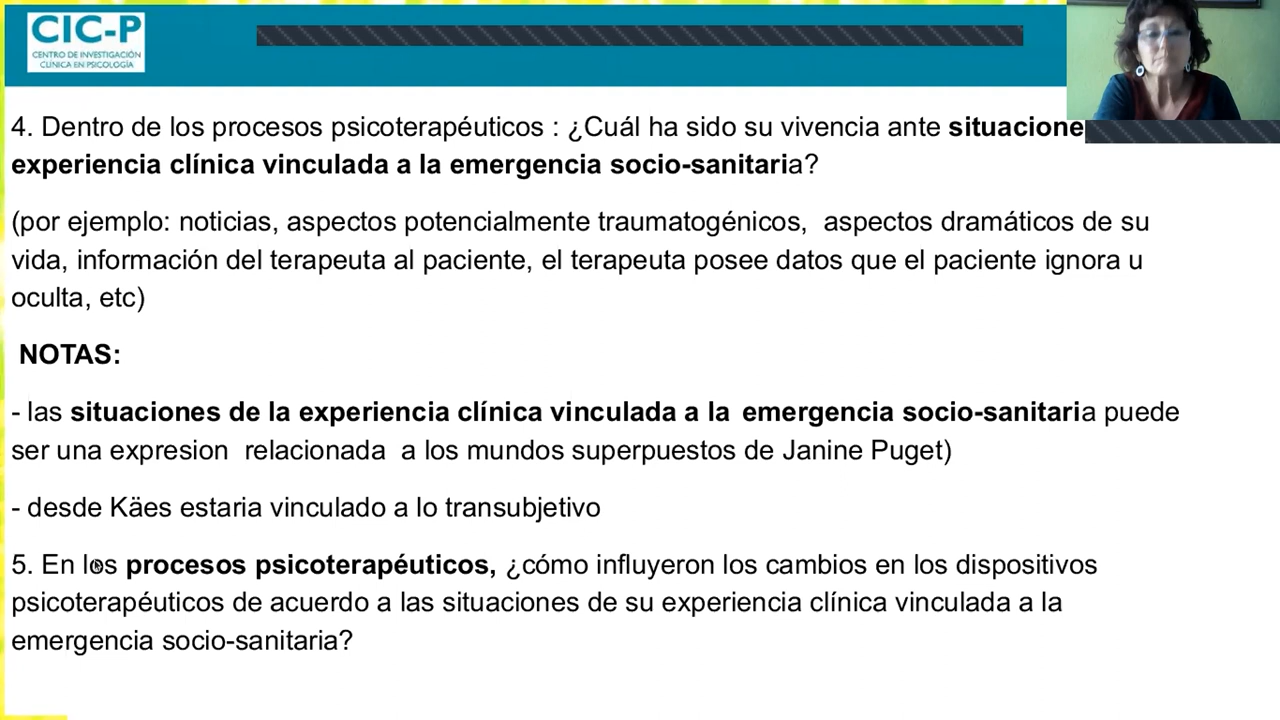 CIC-P
CENTRO DE INVESTIGACIÓN
CLÍNICA EN PSICOLOGÍA
4. Dentro de los procesos psicoterapéuticos : ¿Cuál ha sido su vivencia ante
experiencia clínica vinculada a la emergencia socio-sanitaria?
(por ejemplo: noticias, aspectos potencialmente traumatogénicos, aspectos dramáticos de su
vida, información del terapeuta al paciente, el terapeuta posee datos que el paciente ignora u
oculta, etc)
NOTAS:
- las situaciones de la experiencia clínica vinculada a la emergencia socio-sanitaria puede
ser una expresion relacionada a los mundos superpuestos de Janine Puget)
- desde Käes estaria vinculado a lo transubjetivo
5. En los procesos psicoterapéuticos, ¿cómo influyeron los cambios en los dispositivos
psicoterapéuticos de acuerdo a las situaciones de su experiencia clínica vinculada a la
emergencia socio-sanitaria?